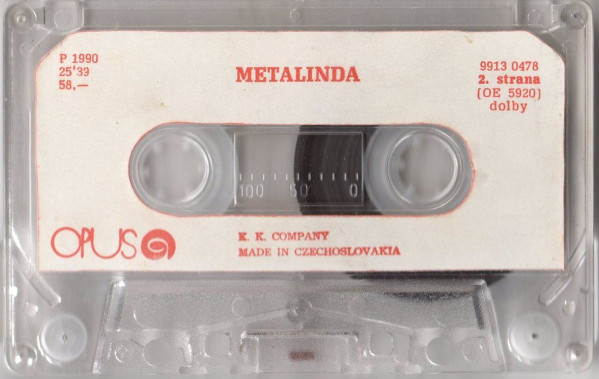 P 1990
25'39
58,—
METALINDA
9913 0478
2. strana
(OE 5920)
dolby
100 50 0
OPUS
K. K. COMPANY
MADE IN CZECHOSLOVAKIA